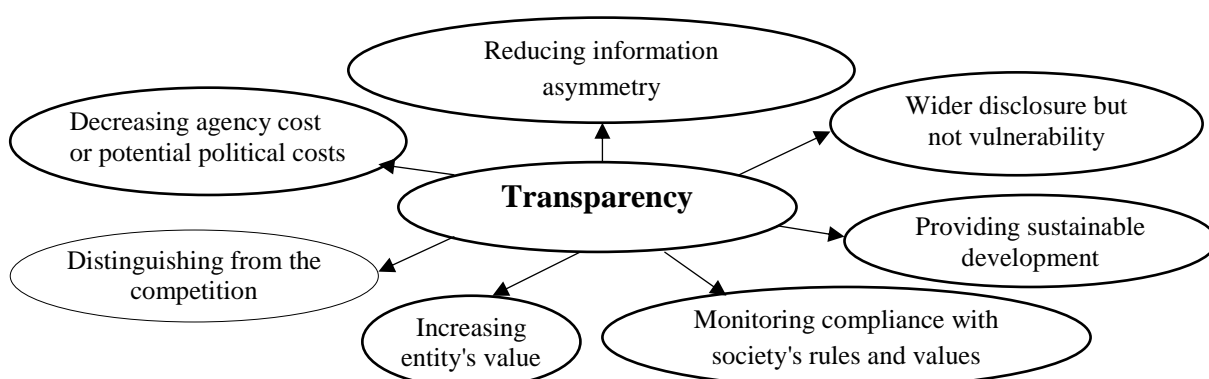 Reducing information
asymmetry
Wider disclosure but
not vulnerability
Decreasing agency cost
or potential political costs
Transparency
Providing sustainable
development
Distinguishing from the
competition
Increasing
entity's value
Monitoring compliance with
society's rules and values